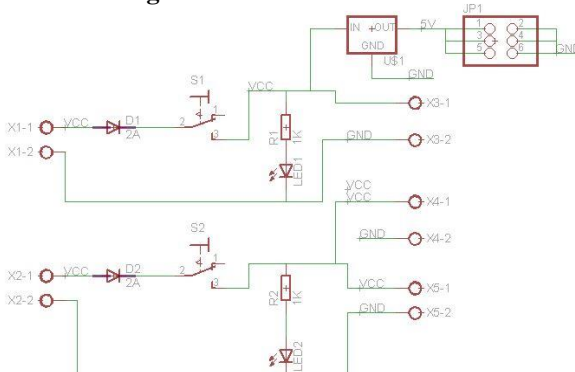 JP1
IN +OUT 5V 1 2
GND 3 4
U$1 5 6 GND
GND
S1
VCC
X1-1 VCC D1 2 1 X3-1
2A 3
X1-2 R1 1K GND X3-2
LED1
VCC
VCC X4-1
S2
GND X4-2
X2-1 VCC D2 2 1 VCC X5-1
2A 3
X2-2 R2 1K GND X5-2
LED2